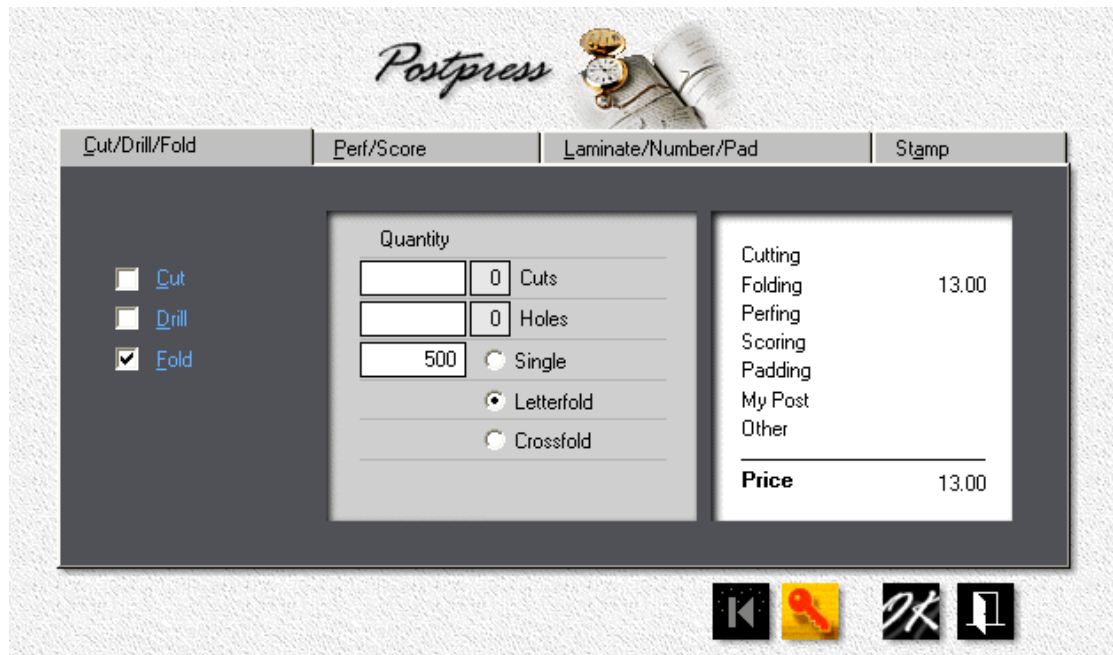 Postpress
Cut/Drill/Fold Perf/Score Laminate/Number/Pad Stamp
Quantity
Cut
Drill
Fold
0 Cuts
0 Holes
500 Single
Letterfold
Crossfold
Cutting
Folding 13.00
Perfing
Scoring
Padding
My Post
Other
Price 13.00
OK